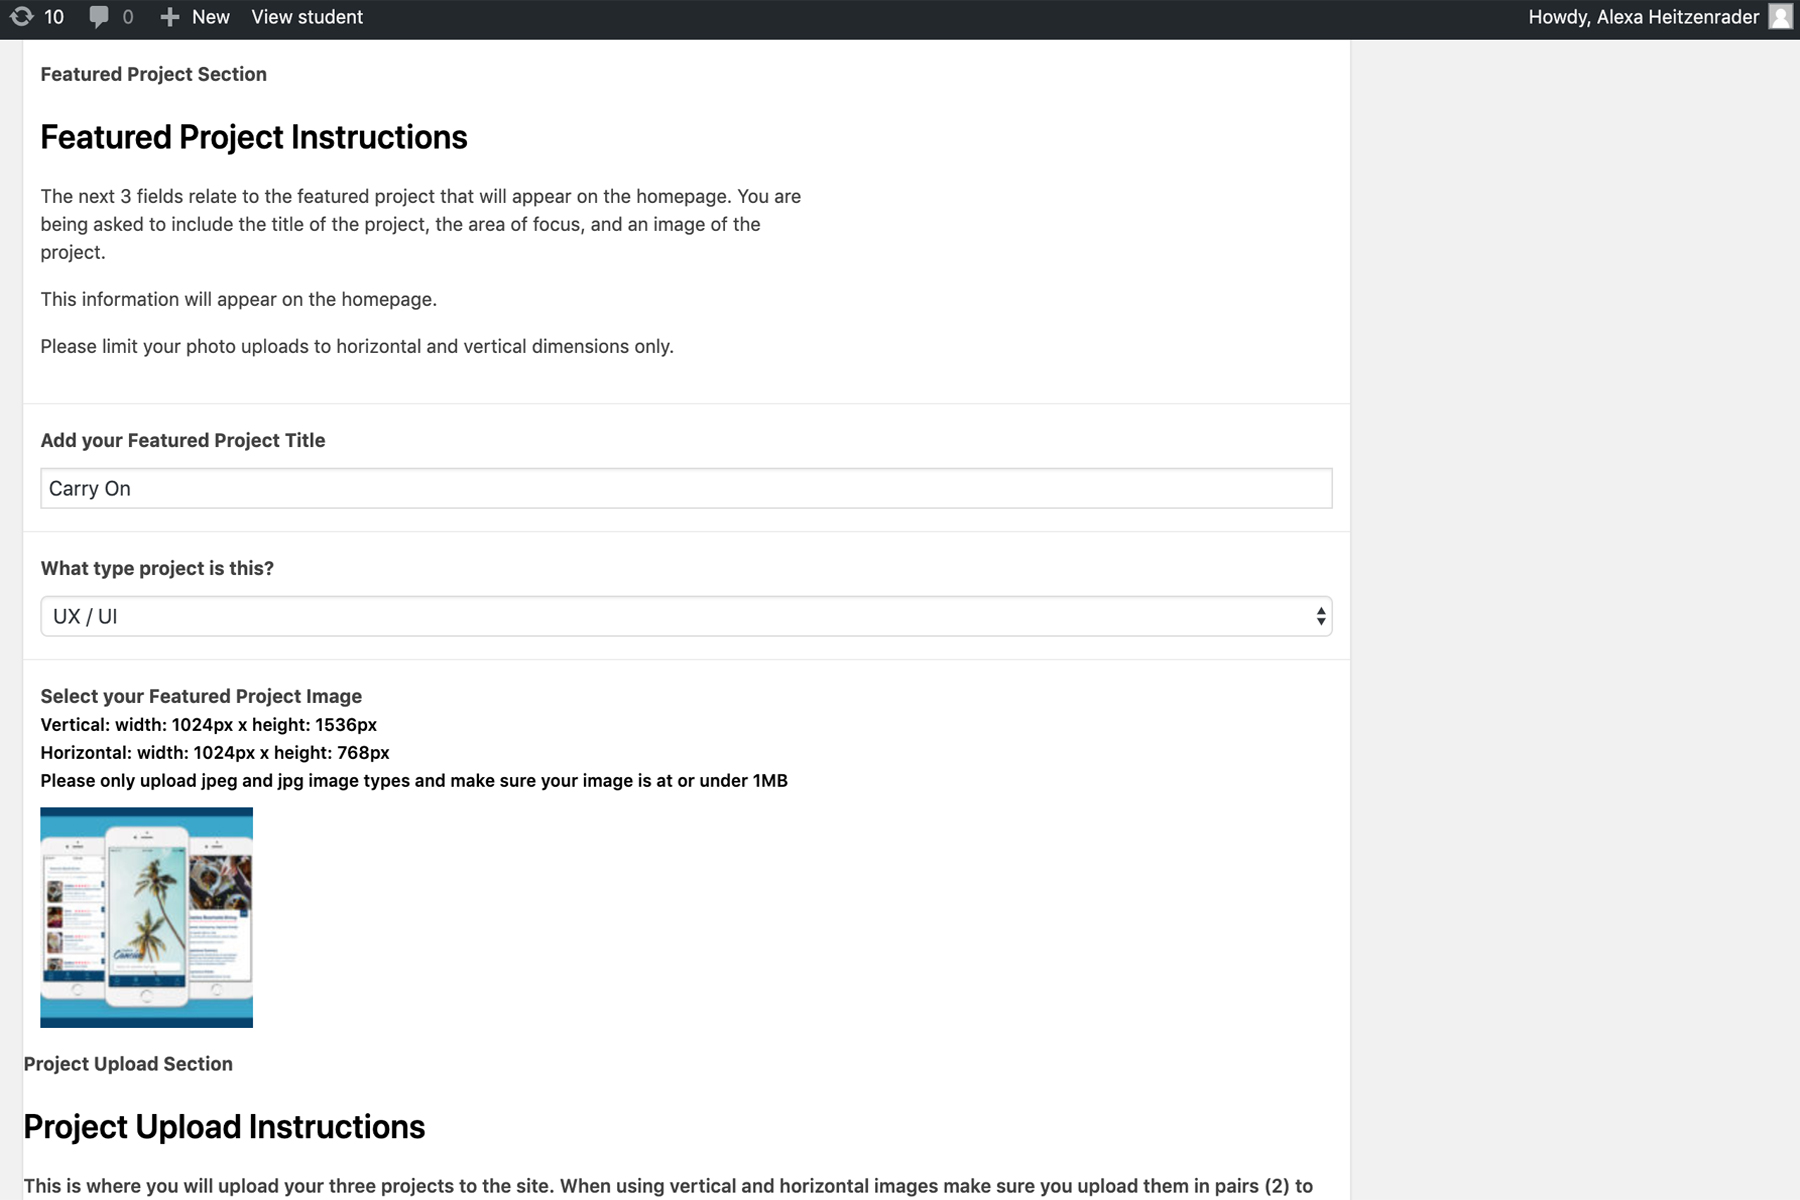 10 0 New View student Howdy, Alexa Heitzenrader
Featured Project Section
Featured Project Instructions
The next 3 fields relate to the featured project that will appear on the homepage. You are
being asked to include the title of the project, the area of focus, and an image of the
project.
This information will appear on the homepage.
Please limit your photo uploads to horizontal and vertical dimensions only.
Add your Featured Project Title
Carry On
What type project is this?
UX / UI
Select your Featured Project Image
Vertical: width: 1024px x height: 1536px
Horizontal: width: 1024px x height: 768px
Please only upload jpeg and jpg image types and make sure your image is at or under 1MB
Project Upload Section
Project Upload Instructions
This is where you will upload your three projects to the site. When using vertical and horizontal images make sure you upload them in pairs (2) to